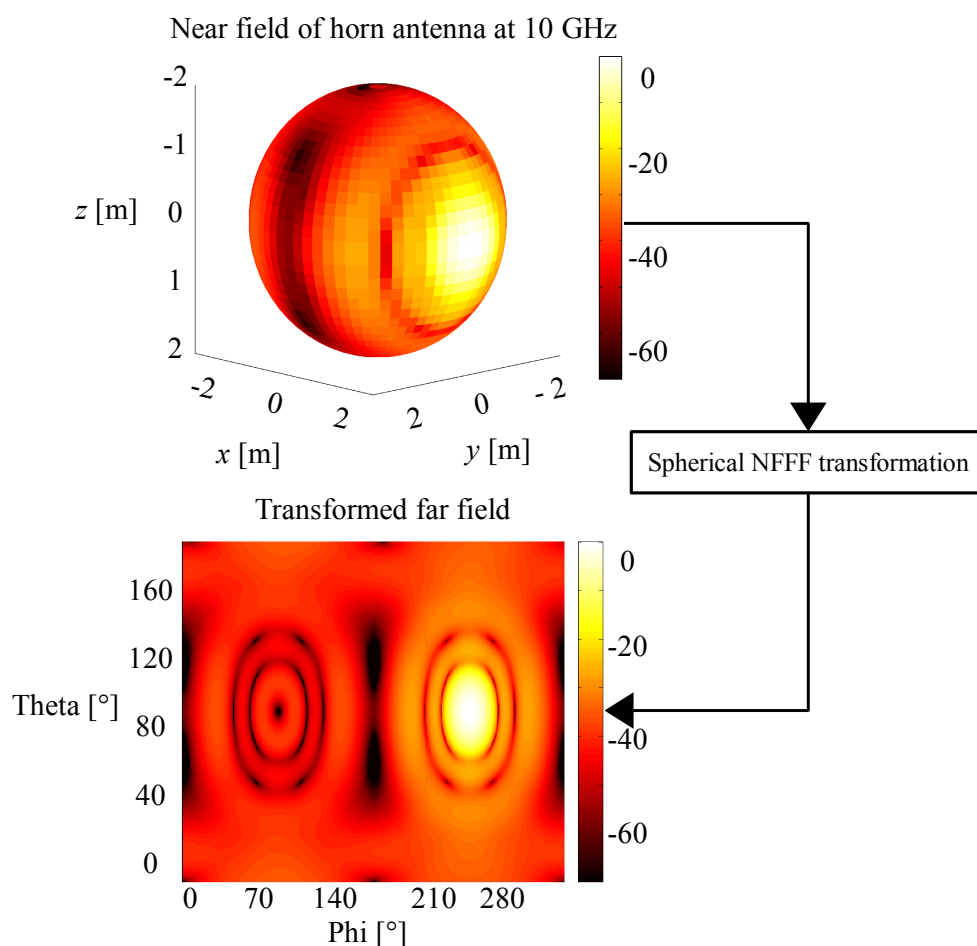 Near field of horn antenna at 10 GHz
-2
-1
0
1
2
z [m]
-2
0
2
x [m]
2
0
- 2
y [m]
0
-20
-40
-60
Spherical NFFF transformation
Transformed far field
160
120
80
40
0
Theta [°]
0 70 140 210 280
Phi [°]
0
-20
-40
-60